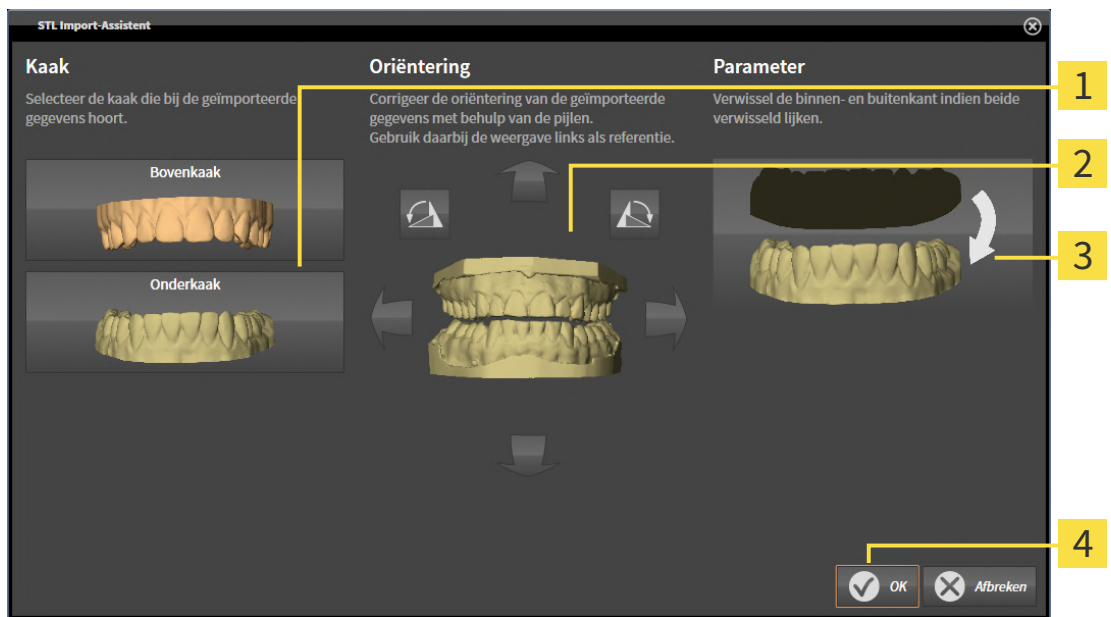 STL Import-Assistent
Kaak
Selecteer de kaak die bij de geïmporteerde
gegevens hoort.
Bovenkaak
Onderkaak
Oriëntering
Corrigeer de oriëntering van de geïmporteerde
gegevens met behulp van de pijlen.
Gebruik daarbij de weergave links als referentie.
Parameter
Verwissel de binnen- en buitenkant indien beide
verwisseld lijken.
1
2
3
4
OK
Afbreken